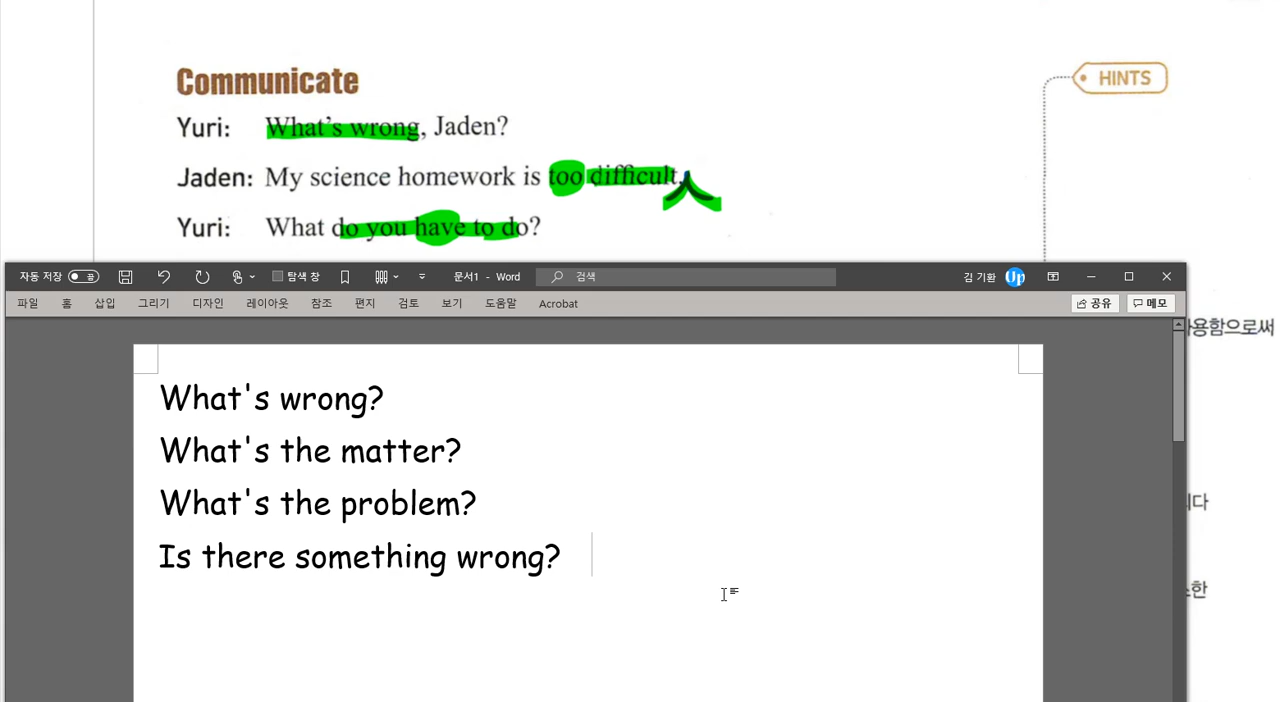 Communicate
HINTS
Yuri: What's wrong, Jaden?
Jaden: My science homework is too difficult.
Yuri: What do you have to do?
자동 저장 끔 탐색 창 문서1 - Word 검색 김 기환 Up
파일 홈 삽입 그리기 디자인 레이아웃 참조 편지 검토 보기 도움말 Acrobat 공유 메모
용함으로써
What's wrong?
What's the matter?
What's the problem?
다
Is there something wrong?
한